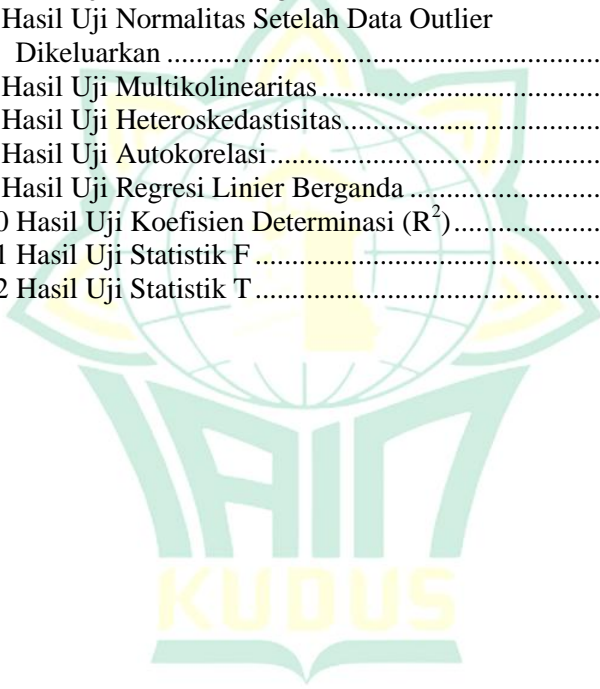 Hasil Uji Normalitas Setelah Data Outlier
Dikeluarkan ..........................................................
Hasil Uji Multikolinearitas ......................................
Hasil Uji Heteroskedastisitas..................................
Hasil Uji Autokorelasi.............................................
Hasil Uji Regresi Linier Berganda ..........................
0 Hasil Uji Koefisien Determinasi (R²)...................
1 Hasil Uji Statistik F...............................................
2 Hasil Uji Statistik T...............................................
IAIN
KUDUS